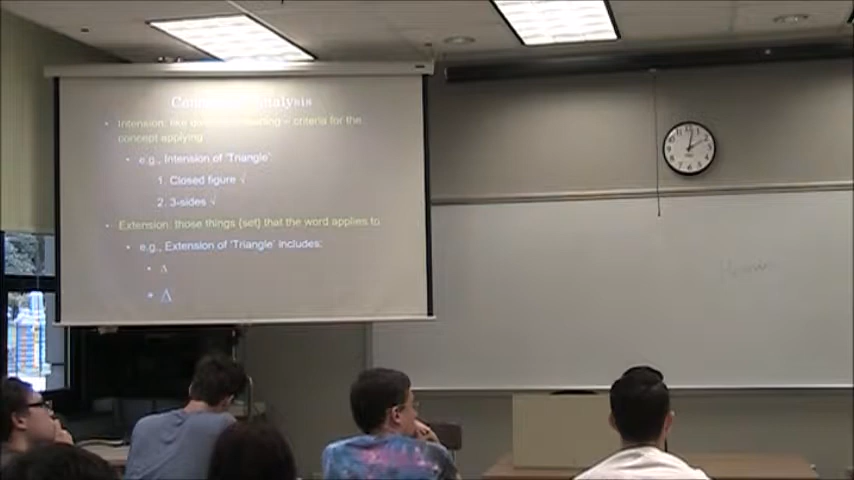 Analysis
• Intension: like – criteria for the
concept applying
• e.g., Intension of 'Triangle'
1. Closed figure √
2. 3-sides √
• Extension: those things (set) that the word applies to
• e.g., Extension of 'Triangle' includes:
• Δ
• Δ